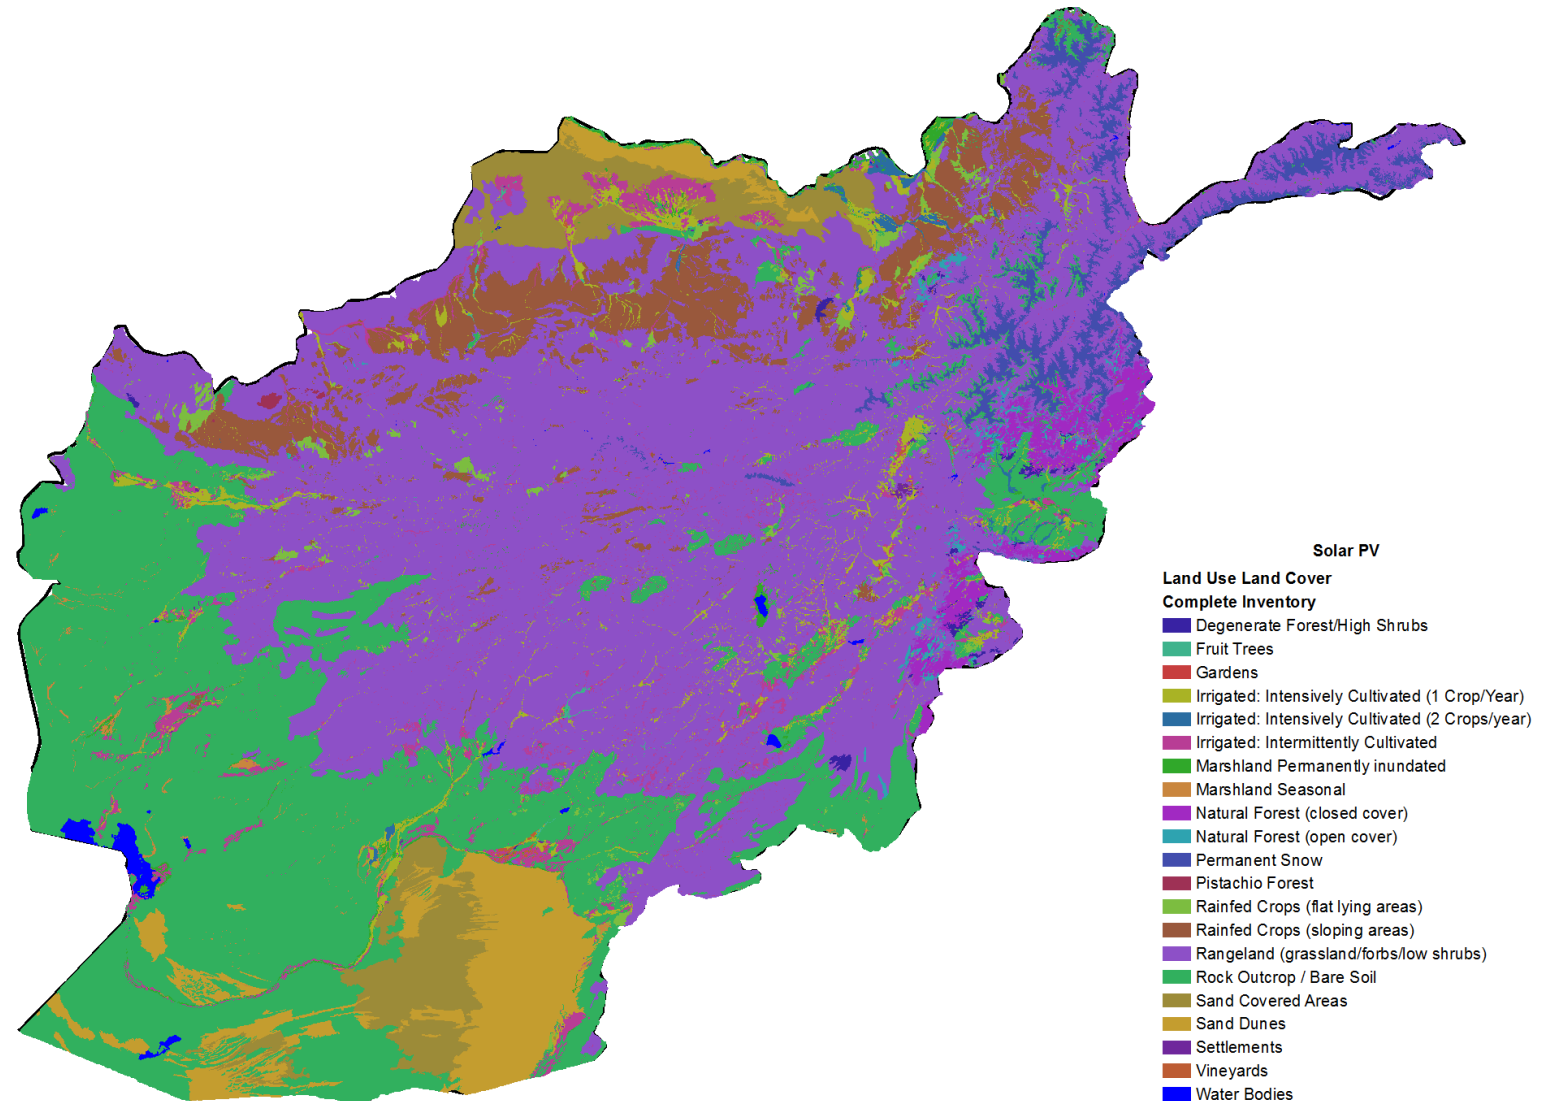 Solar PV
Land Use Land Cover
Complete Inventory
Degenerate Forest/High Shrubs
Fruit Trees
Gardens
Irrigated: Intensively Cultivated (1 Crop/Year)
Irrigated: Intensively Cultivated (2 Crops/year)
Irrigated: Intermittently Cultivated
Marshland Permanently inundated
Marshland Seasonal
Natural Forest (closed cover)
Natural Forest (open cover)
Permanent Snow
Pistachio Forest
Rainfed Crops (flat lying areas)
Rainfed Crops (sloping areas)
Rangeland (grassland/forbs/low shrubs)
Rock Outcrop / Bare Soil
Sand Covered Areas
Sand Dunes
Settlements
Vineyards
Water Bodies